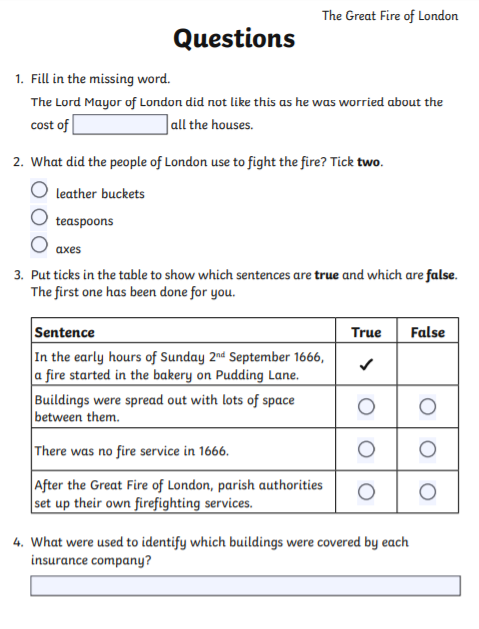 The Great Fire of London
Questions
1. Fill in the missing word.
The Lord Mayor of London did not like this as he was worried about the
cost of all the houses.
2. What did the people of London use to fight the fire? Tick two.
leather buckets
teaspoons
axes
3. Put ticks in the table to show which sentences are true and which are false.
The first one has been done for you.
Sentence True False
In the early hours of Sunday 2nd September 1666,
a fire started in the bakery on Pudding Lane. ✓
Buildings were spread out with lots of space
between them.
There was no fire service in 1666.
After the Great Fire of London, parish authorities
set up their own firefighting services.
4. What were used to identify which buildings were covered by each
insurance company?